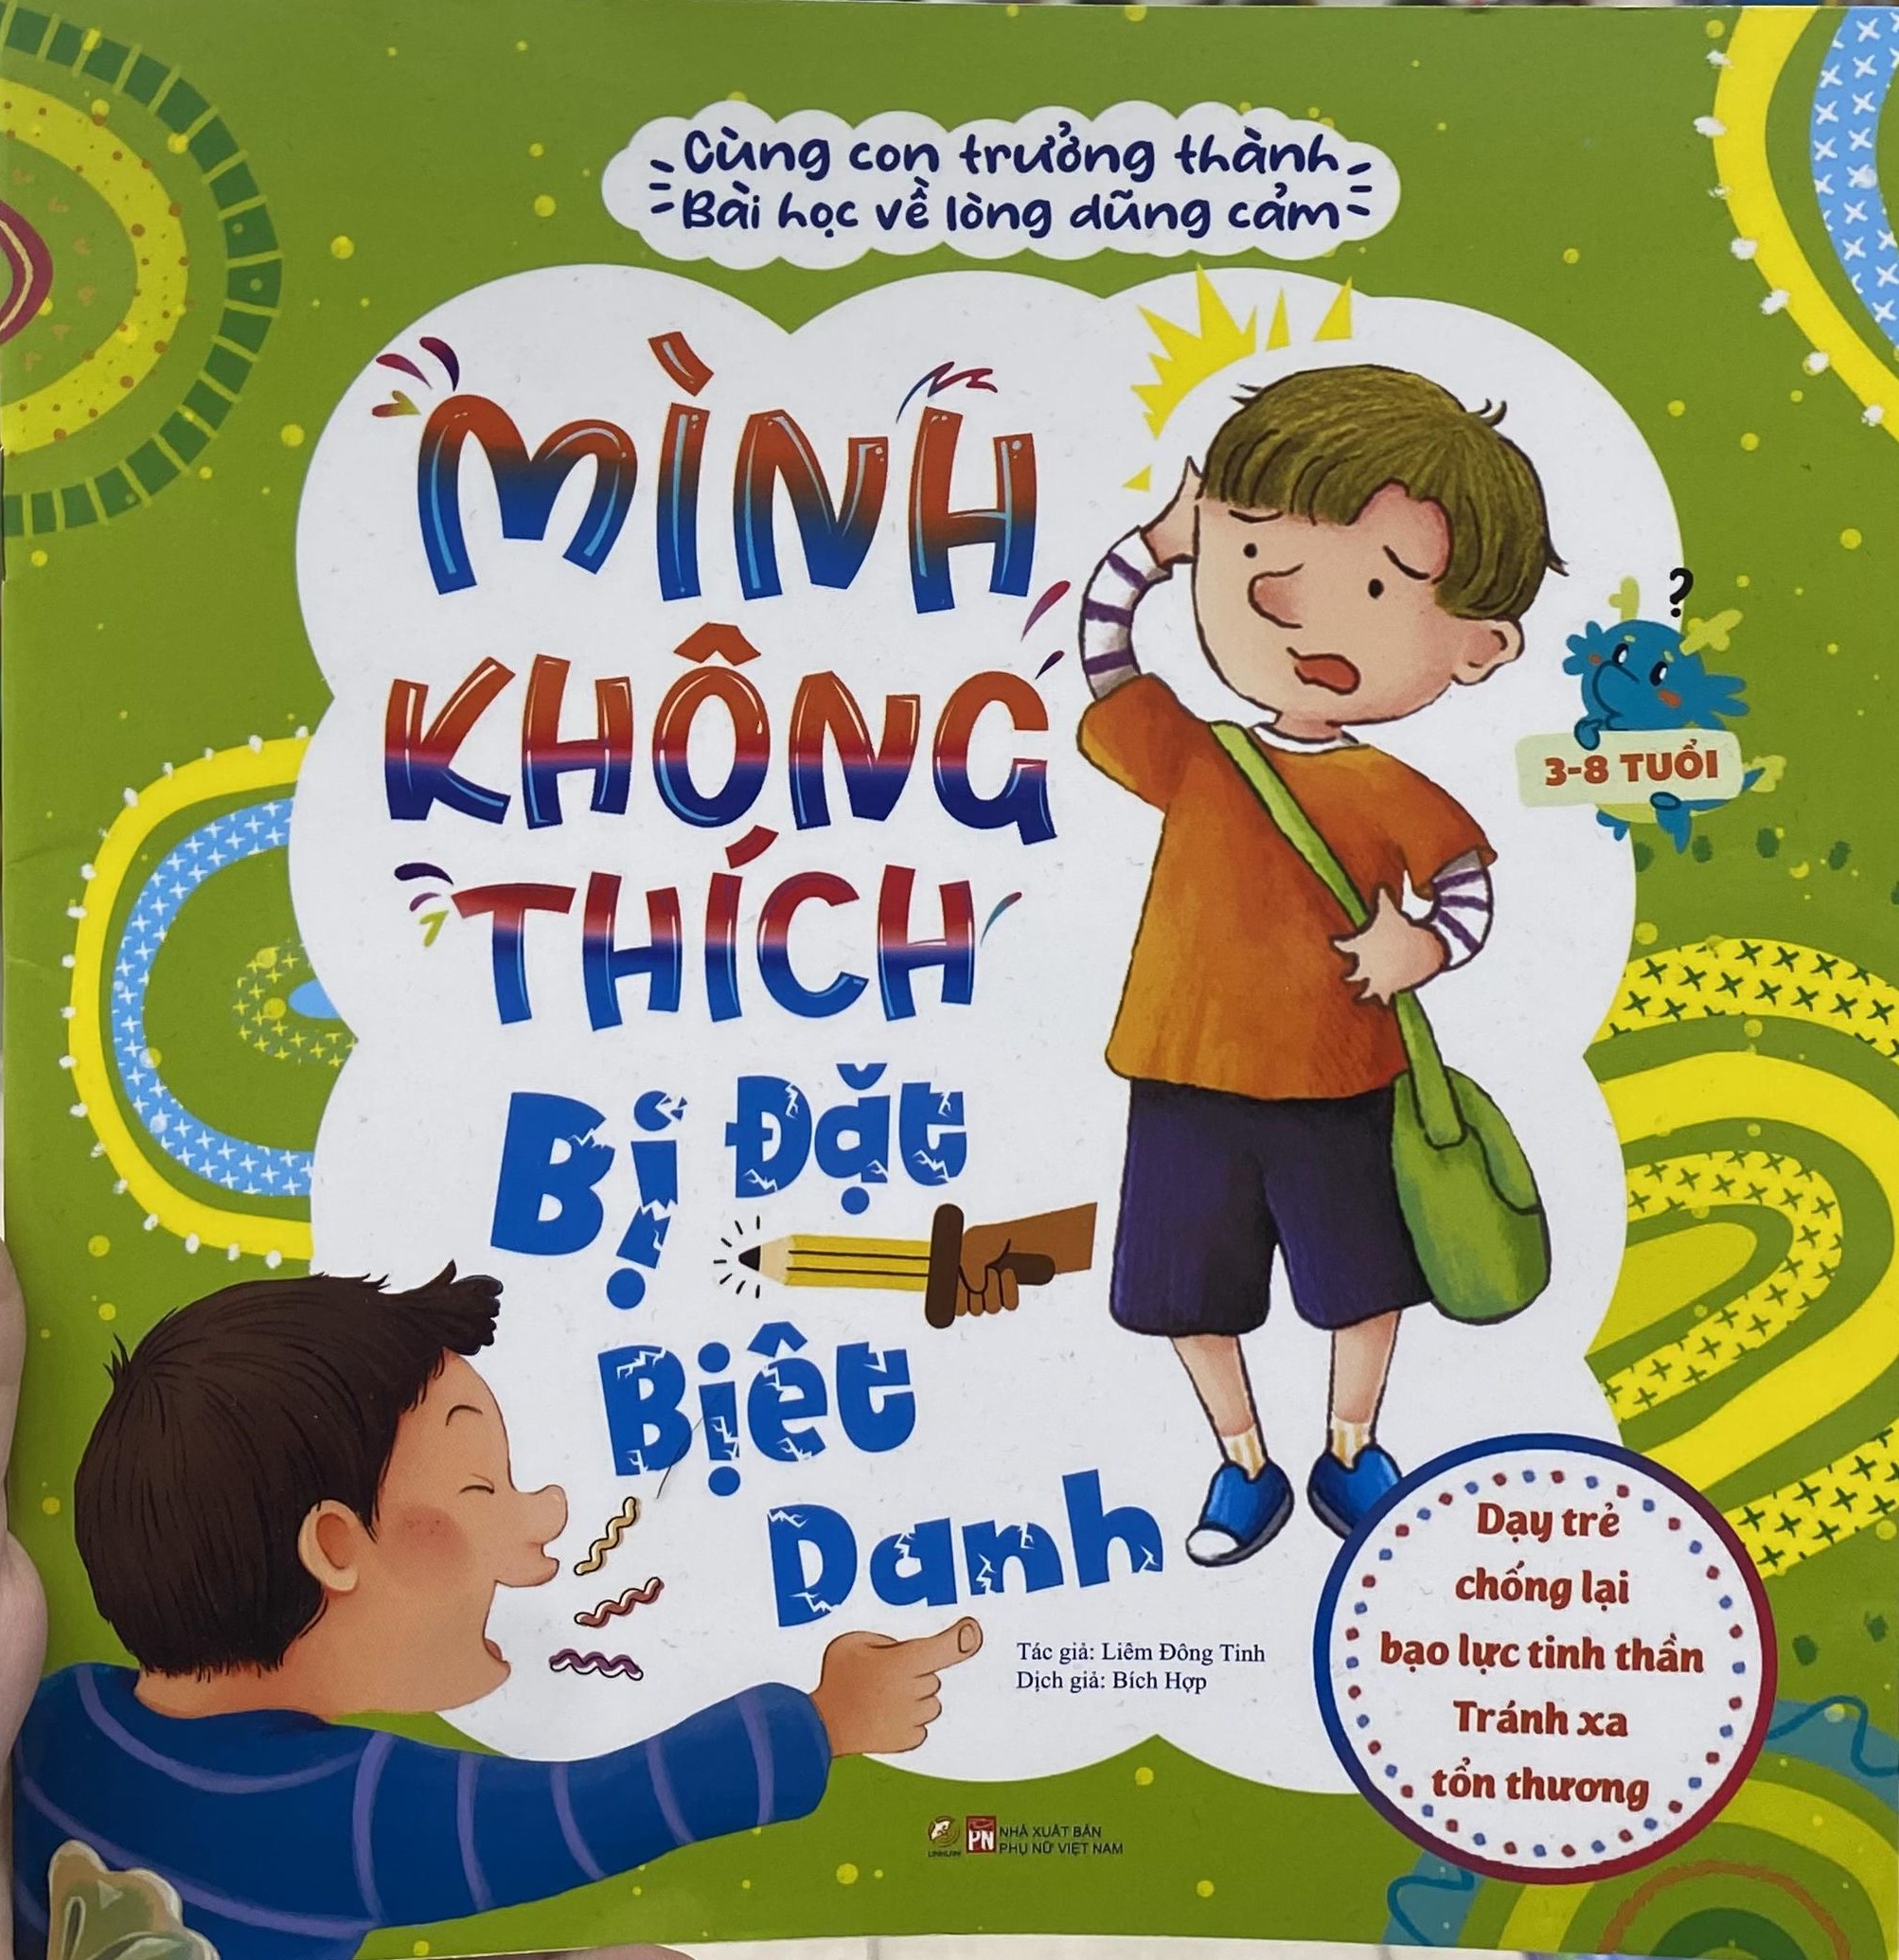 Cùng con trưởng thành
Bài học về lòng dũng cảm
MÌNH
KHÔNG
THÍCH
Bị Đặt
Biệt
Danh
?
3-8 TUỔI
Tác giả: Liêm Đông Tinh
Dịch giả: Bích Hợp
Dạy trẻ
chống lại
bạo lực tinh thần
Tránh xa
tổn thương
PN
NHÀ XUẤT BẢN
PHỤ NỮ VIỆT NAM